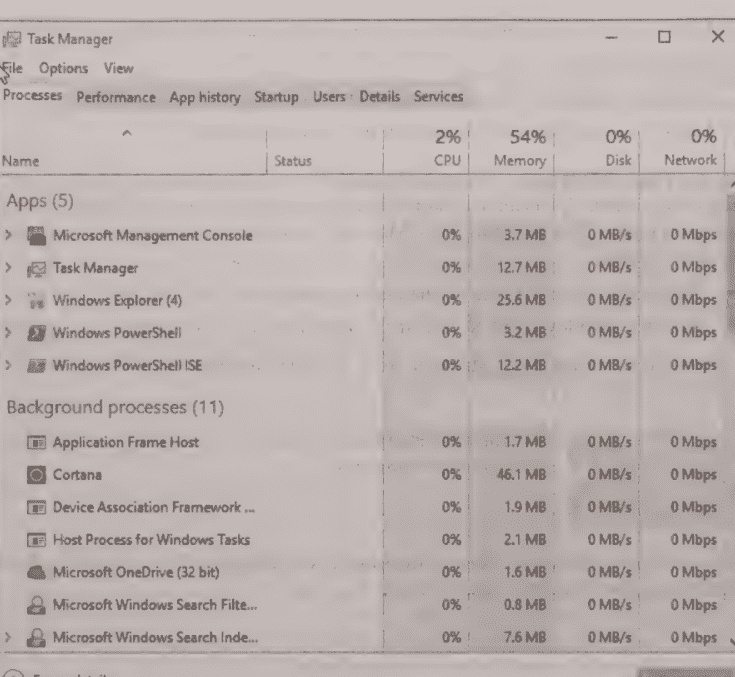 Task Manager
File Options View
Processes Performance App history Startup Users Details Services
2% 54% 0% 0%
Name Status CPU Memory Disk Network
Apps (5)
Microsoft Management Console 0% 3.7 MB 0 MB/s 0 Mbps
Task Manager 0% 12.7 MB 0 MB/s 0 Mbps
Windows Explorer (4) 0% 25.6 MB 0 MB/s 0 Mbps
Windows PowerShell 0% 3.2 MB 0 MB/s 0 Mbps
Windows PowerShell ISE 0% 12.2 MB 0 MB/s 0 Mbps
Background processes (11)
Application Frame Host 0% 1.7 MB 0 MB/s 0 Mbps
Cortana 0% 46.1 MB 0 MB/s 0 Mbps
Device Association Framework ... 0% 1.9 MB 0 MB/s 0 Mbps
Host Process for Windows Tasks 0% 2.1 MB 0 MB/s 0 Mbps
Microsoft OneDrive (32 bit) 0% 1.6 MB 0 MB/s 0 Mbps
Microsoft Windows Search Filte... 0% 0.8 MB 0 MB/s 0 Mbps
Microsoft Windows Search Inde... 0% 7.6 MB 0 MB/s 0 Mbps